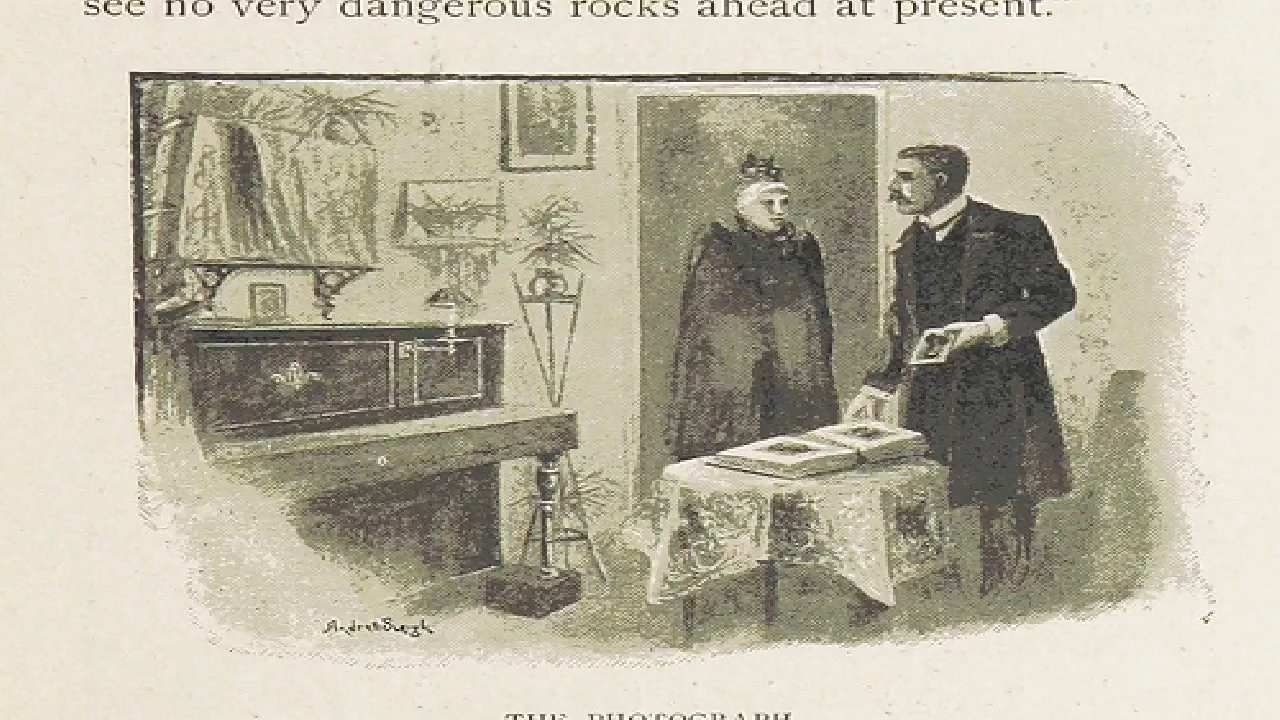 see no very dangerous rocks ahead at present.”
THE PHOTOGRAPH